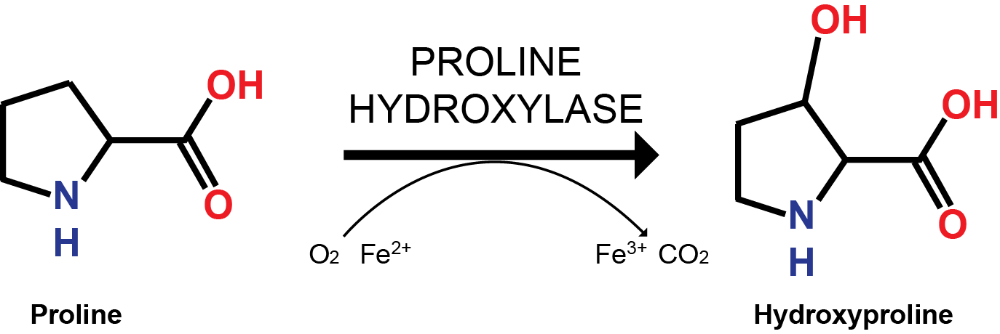 OH
O
N
H
Proline
PROLINE
HYDROXYLASE
O₂ Fe²⁺
Fe³⁺ CO₂
OH
OH
O
N
H
Hydroxyproline